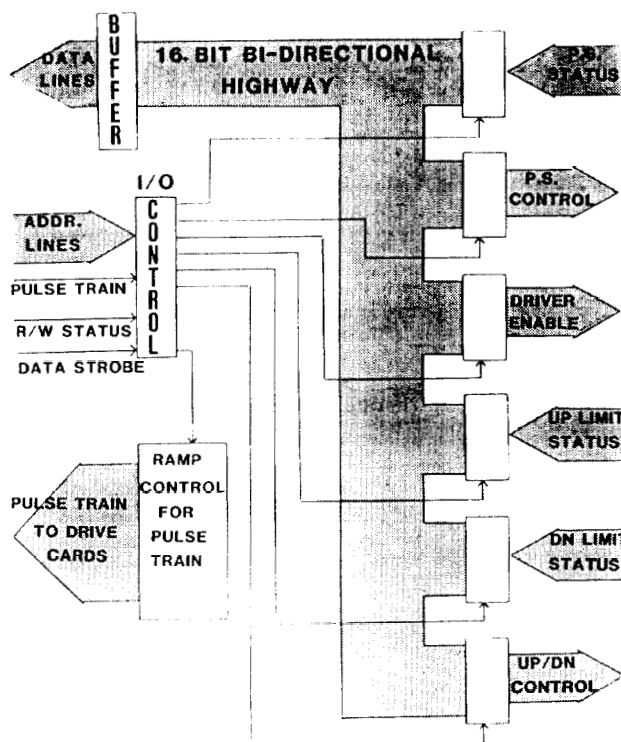 DATA
LINES
BUFFER
16. BIT BI-DIRECTIONAL
HIGHWAY
P.S.
STATUS
I/O
CONTROL
ADDR.
LINES
PULSE TRAIN
R/W STATUS
DATA STROBE
P.S.
CONTROL
DRIVER
ENABLE
UP LIMIT
STATUS
DN LIMIT
STATUS
UP/DN
CONTROL
RAMP
CONTROL
FOR
PULSE
TRAIN
PULSE TRAIN
TO DRIVE
CARDS